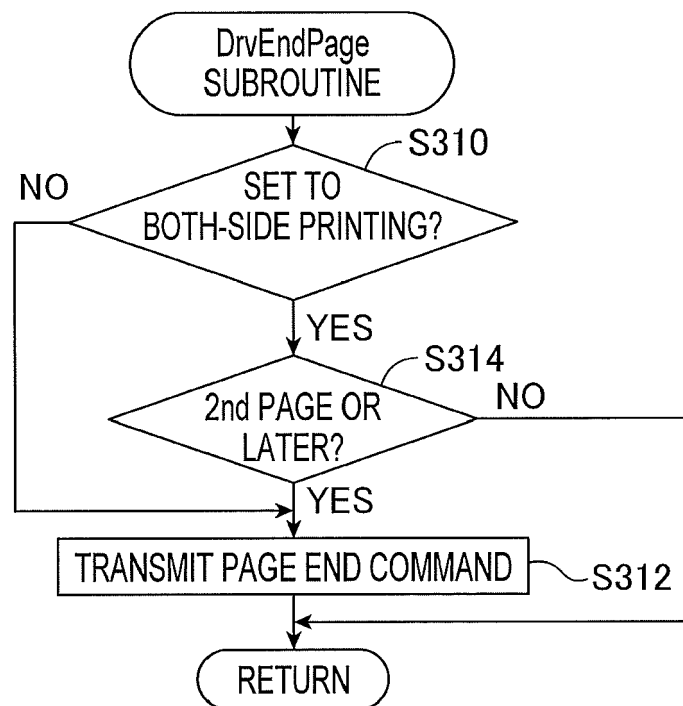 DrvEndPage
SUBROUTINE
S310
NO
SET TO
BOTH-SIDE PRINTING?
YES
S314
NO
2nd PAGE OR
LATER?
YES
TRANSMIT PAGE END COMMAND
S312
RETURN